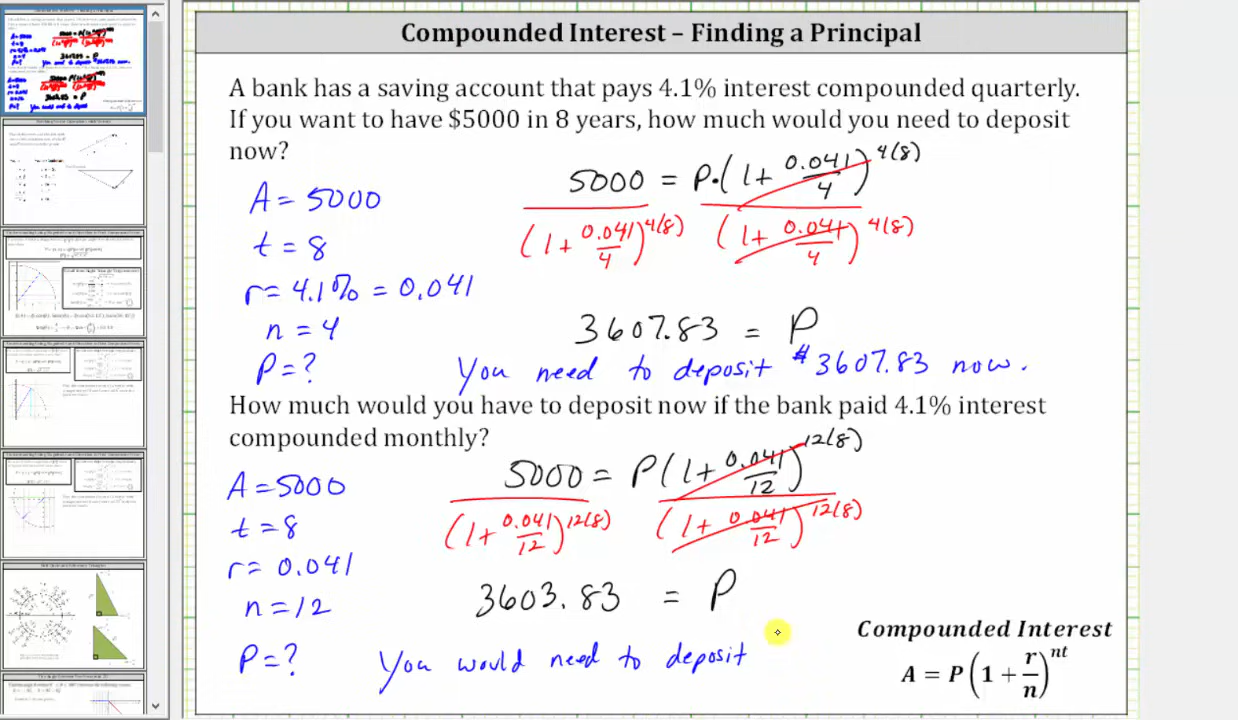 Compounded Interest – Finding a Principal
A bank has a saving account that pays 4.1% interest compounded quarterly.
If you want to have $5000 in 8 years, how much would you need to deposit
now?
A = 5000
t = 8
r = 4.1% = 0.041
n = 4
P = ?
5000 = P·(1 + 0.041/4)^4(8)
(1 + 0.041/4)^4(8) (1 + 0.041/4)^4(8)
3607.83 = P
You need to deposit $3607.83 now.
How much would you have to deposit now if the bank paid 4.1% interest
compounded monthly?
A = 5000
t = 8
r = 0.041
n = 12
P = ?
5000 = P(1 + 0.041/12)^12(8)
(1 + 0.041/12)^12(8) (1 + 0.041/12)^12(8)
3603.83 = P
You would need to deposit
Compounded Interest
A = P(1 + r/n)^nt